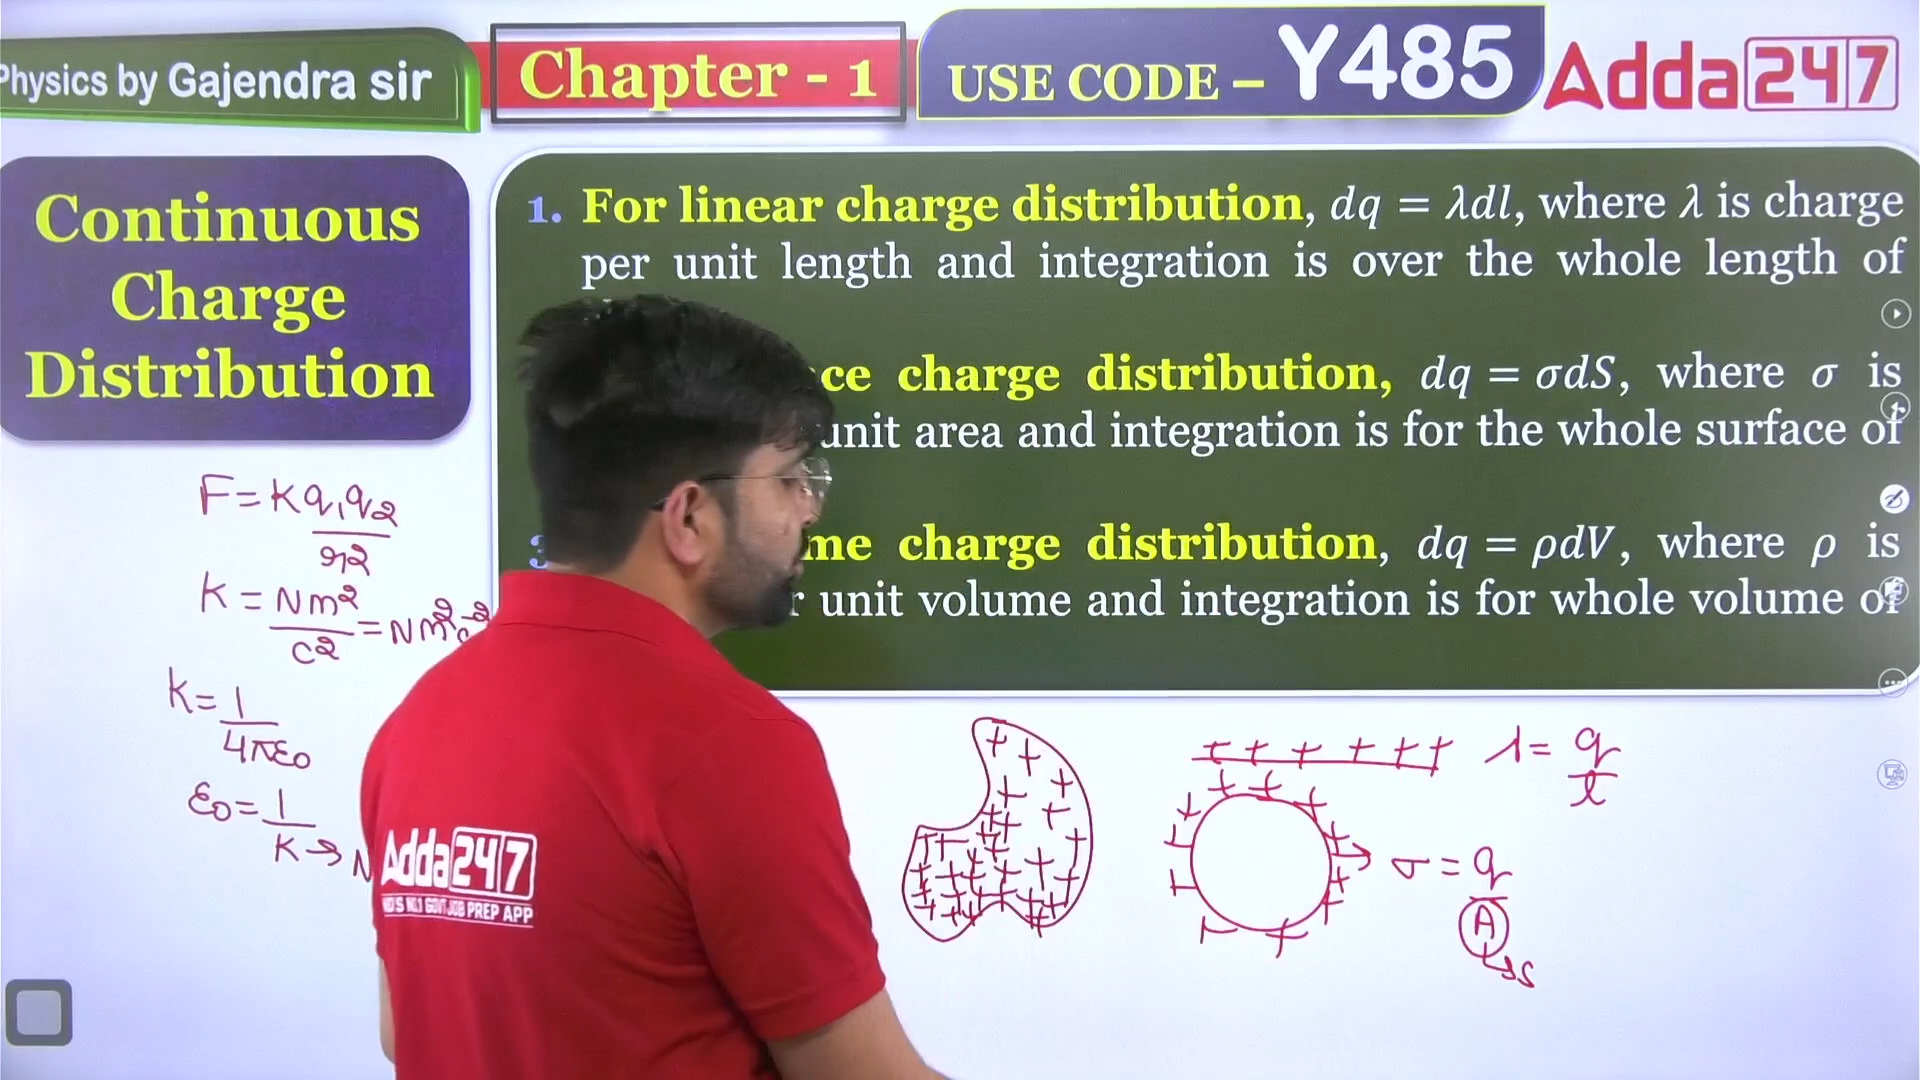 Physics by Gajendra sir
Chapter - 1
USE CODE – Y485
Adda247
Continuous
Charge
Distribution
1. For linear charge distribution, dq = λdl, where λ is charge
per unit length and integration is over the whole length of
ce charge distribution, dq = σdS, where σ is
unit area and integration is for the whole surface of
me charge distribution, dq = ρdV, where ρ is
r unit volume and integration is for whole volume of
F = K q₁q₂
r²
K = Nm²
C²
= Nm²C⁻²
K = 1
4πε₀
ε₀ = 1
K → N
λ = q
l
σ = q
A
↳ S
Adda247